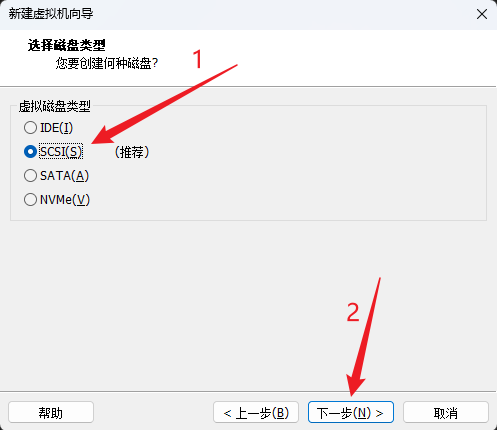 新建虚拟机向导
选择磁盘类型
您要创建何种磁盘?
1
虚拟磁盘类型
IDE(I)
SCSI(S) (推荐)
SATA(A)
NVMe(V)
2
帮助 < 上一步(B) 下一步(N) > 取消